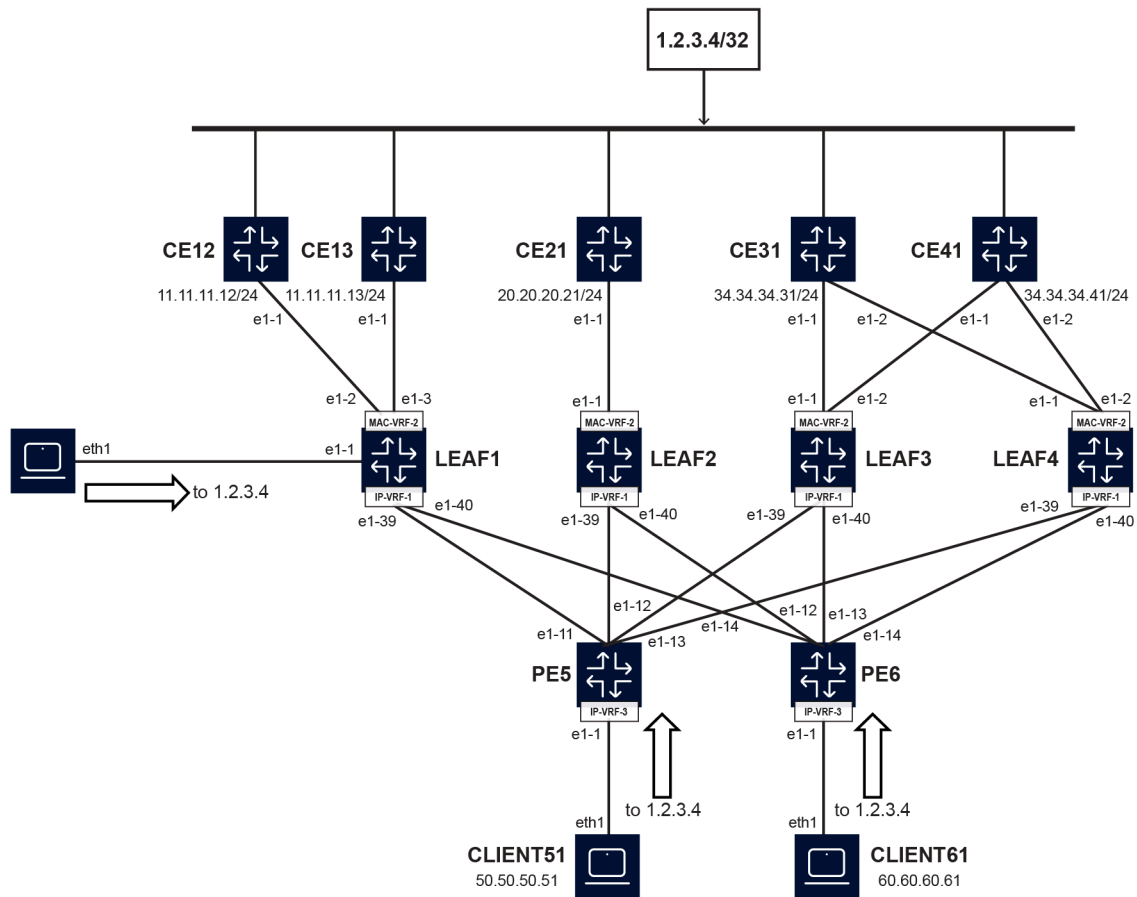 1.2.3.4/32
CE12
CE13
CE21
CE31
CE41
11.11.11.12/24
11.11.11.13/24
20.20.20.21/24
34.34.34.31/24
34.34.34.41/24
e1-1
e1-1
e1-1
e1-1
e1-2
e1-1
e1-2
e1-2
e1-3
e1-1
e1-1
e1-2
e1-1
e1-2
MAC-VRF-2
MAC-VRF-2
MAC-VRF-2
MAC-VRF-2
eth1
e1-1
LEAF1
LEAF2
LEAF3
LEAF4
to 1.2.3.4
IP-VRF-1
IP-VRF-1
IP-VRF-1
IP-VRF-1
e1-39
e1-40
e1-39
e1-40
e1-39
e1-40
e1-39
e1-40
e1-11
e1-12
e1-13
e1-14
e1-12
e1-13
e1-14
PE5
PE6
IP-VRF-3
IP-VRF-3
e1-1
e1-1
to 1.2.3.4
to 1.2.3.4
eth1
eth1
CLIENT51
50.50.50.51
CLIENT61
60.60.60.61